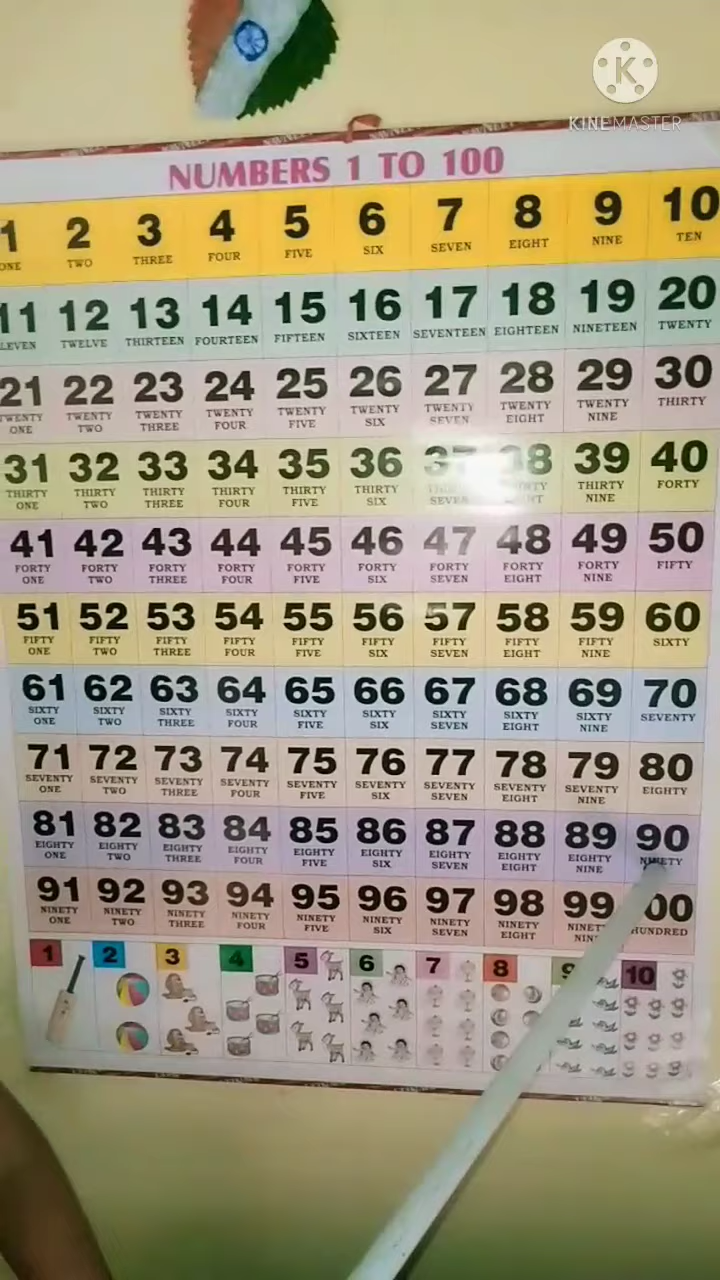 K
KINEMASTER
NUMBERS 1 TO 100
1 2 3 4 5 6 7 8 9 10
ONE TWO THREE FOUR FIVE SIX SEVEN EIGHT NINE TEN
11 12 13 14 15 16 17 18 19 20
LEVEN TWELVE THIRTEEN FOURTEEN FIFTEEN SIXTEEN SEVENTEEN EIGHTEEN NINETEEN TWENTY
21 22 23 24 25 26 27 28 29 30
TWENTY TWENTY TWENTY TWENTY TWENTY TWENTY TWENTY TWENTY TWENTY THIRTY
ONE TWO THREE FOUR FIVE SIX SEVEN EIGHT NINE
31 32 33 34 35 36 37 38 39 40
THIRTY THIRTY THIRTY THIRTY THIRTY THIRTY THIRTY FORTY
ONE TWO THREE FOUR FIVE SIX SEVEN NINE
41 42 43 44 45 46 47 48 49 50
FORTY FORTY FORTY FORTY FORTY FORTY FORTY FORTY FORTY FIFTY
ONE TWO THREE FOUR FIVE SIX SEVEN EIGHT NINE
51 52 53 54 55 56 57 58 59 60
FIFTY FIFTY FIFTY FIFTY FIFTY FIFTY FIFTY FIFTY FIFTY SIXTY
ONE TWO THREE FOUR FIVE SIX SEVEN EIGHT NINE
61 62 63 64 65 66 67 68 69 70
SIXTY SIXTY SIXTY SIXTY SIXTY SIXTY SIXTY SIXTY SIXTY SEVENTY
ONE TWO THREE FOUR FIVE SIX SEVEN EIGHT NINE
71 72 73 74 75 76 77 78 79 80
SEVENTY SEVENTY SEVENTY SEVENTY SEVENTY SEVENTY SEVENTY SEVENTY SEVENTY EIGHTY
ONE TWO THREE FOUR FIVE SIX SEVEN EIGHT NINE
81 82 83 84 85 86 87 88 89 90
EIGHTY EIGHTY EIGHTY EIGHTY EIGHTY EIGHTY EIGHTY EIGHTY EIGHTY NINETY
ONE TWO THREE FOUR FIVE SIX SEVEN EIGHT NINE
91 92 93 94 95 96 97 98 99 00
NINETY NINETY NINETY NINETY NINETY NINETY NINETY NINETY NINETY HUNDRED
ONE TWO THREE FOUR FIVE SIX SEVEN EIGHT NINE
1 2 3 4 5 6 7 8 9 10